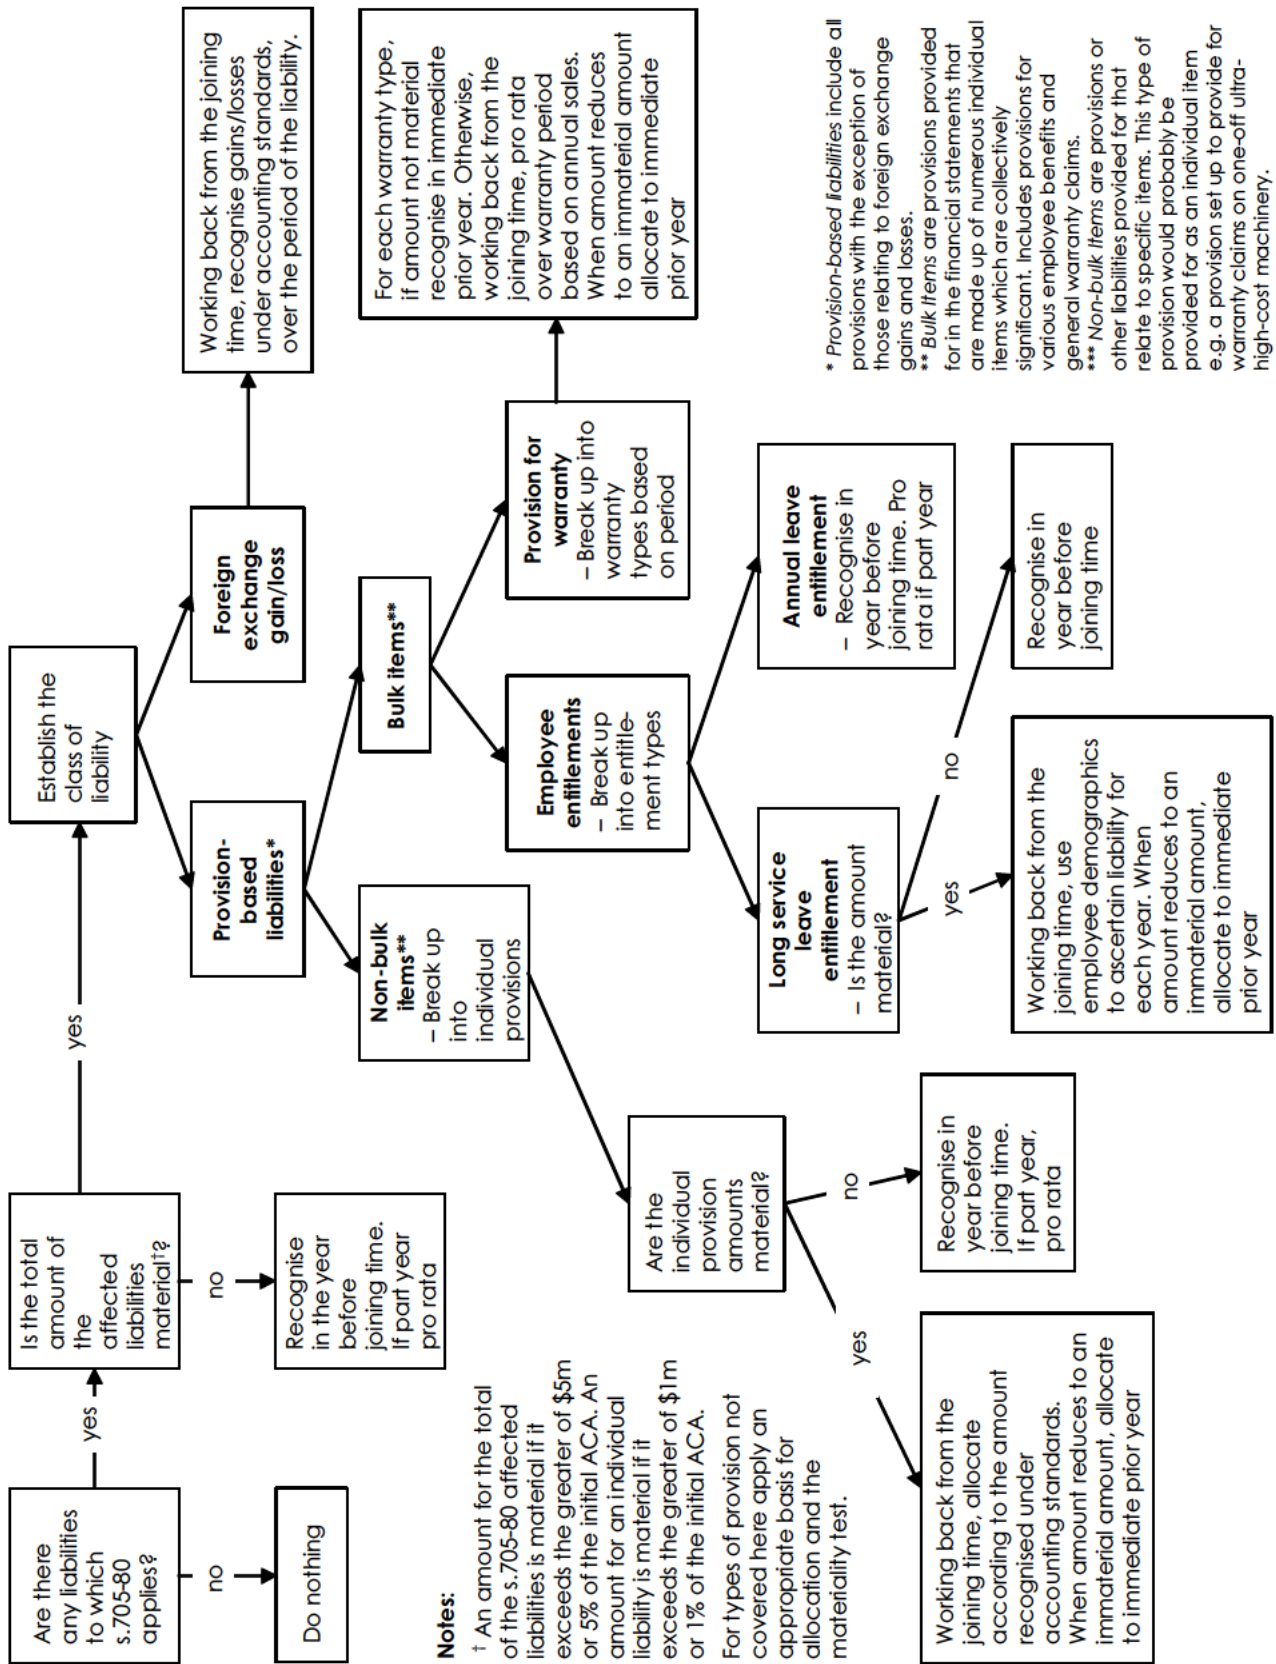 Are there
any liabilities
to which
s.705-80
applies?
yes
no
Do nothing
Is the total
amount of
the
affected
liabilities
material†?
yes
no
Recognise
in the year
before
joining time.
If part year
pro rata
Establish the
class of
liability
Provision-
based
liabilities*
Foreign
exchange
gain/loss
Working back from the joining
time, recognise gains/losses
under accounting standards,
over the period of the liability.
Non-bulk
items**
– Break up
into
individual
provisions
Bulk items**
Employee
entitlements
– Break up
into entitle-
ment types
Provision for
warranty
– Break up into
warranty
types based
on period
For each warranty type,
if amount not material
recognise in immediate
prior year. Otherwise,
working back from the
joining time, pro rata
over warranty period
based on annual sales.
When amount reduces
to an immaterial amount
allocate to immediate
prior year
Are the
individual
provision
amounts
material?
yes
no
Working back from the
joining time, allocate
according to the amount
recognised under
accounting standards.
When amount reduces to an
immaterial amount, allocate
to immediate prior year
Recognise in
year before
joining time.
If part year,
pro rata
Long service
leave
entitlement
– Is the amount
material?
Annual leave
entitlement
– Recognise in
year before
joining time. Pro
rata if part year
yes
no
Working back from the
joining time, use
employee demographics
to ascertain liability for
each year. When
amount reduces to an
immaterial amount,
allocate to immediate
prior year
Recognise in
year before
joining time
Notes:
† An amount for the total
of the s.705-80 affected
liabilities is material if it
exceeds the greater of $5m
or 5% of the initial ACA. An
amount for an individual
liability is material if it
exceeds the greater of $1m
or 1% of the initial ACA.
For types of provision not
covered here apply an
appropriate basis for
allocation and the
materiality test.
* Provision-based liabilities include all
provisions with the exception of
those relating to foreign exchange
gains and losses.
** Bulk Items are provisions provided
for in the financial statements that
are made up of numerous individual
items which are collectively
significant. Includes provisions for
various employee benefits and
general warranty claims.
*** Non-bulk Items are provisions or
other liabilities provided for that
relate to specific items. This type of
provision would probably be
provided for as an individual item
e.g. a provision set up to provide for
warranty claims on one-off ultra-
high-cost machinery.